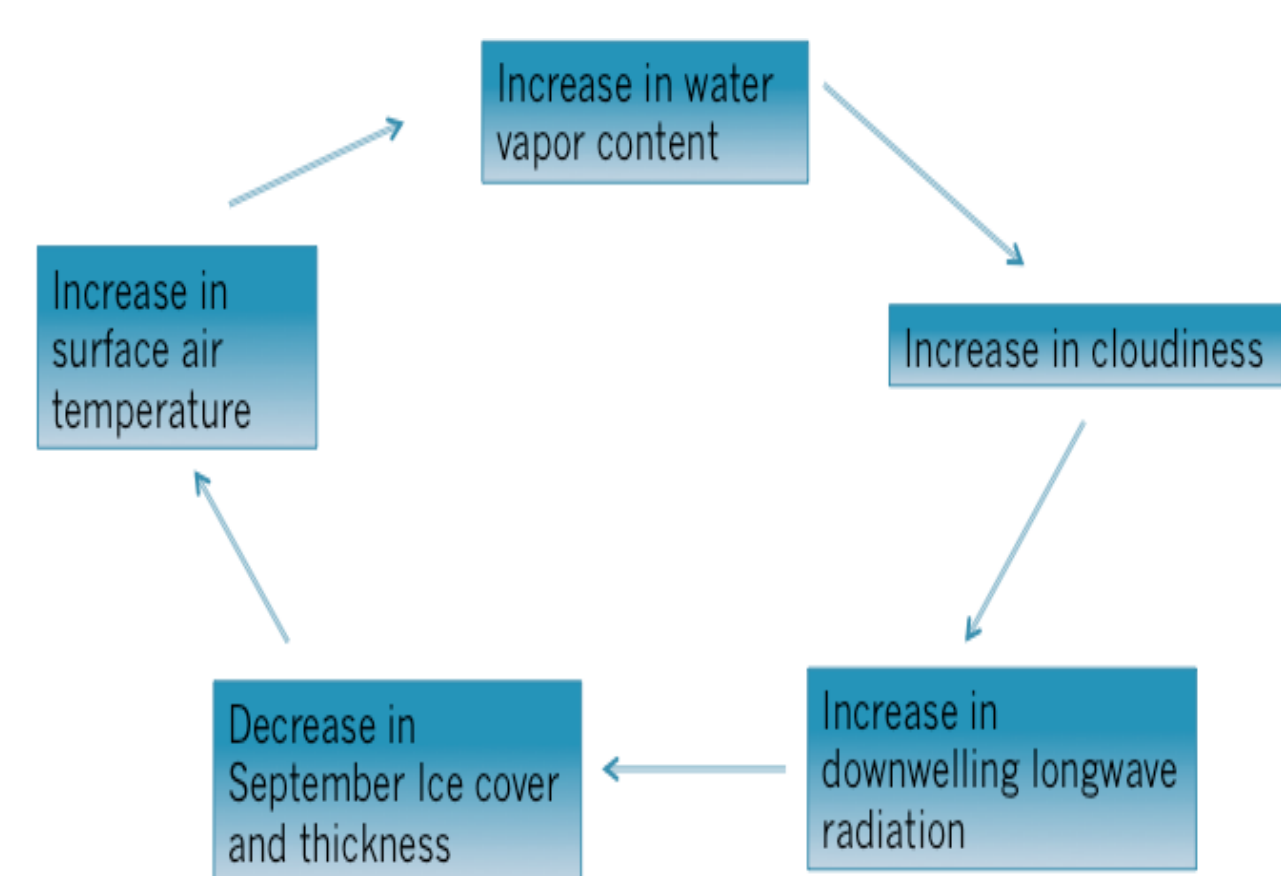 Increase in water
vapor content
Increase in cloudiness
Increase in
downwelling longwave
radiation
Decrease in
September Ice cover
and thickness
Increase in
surface air
temperature